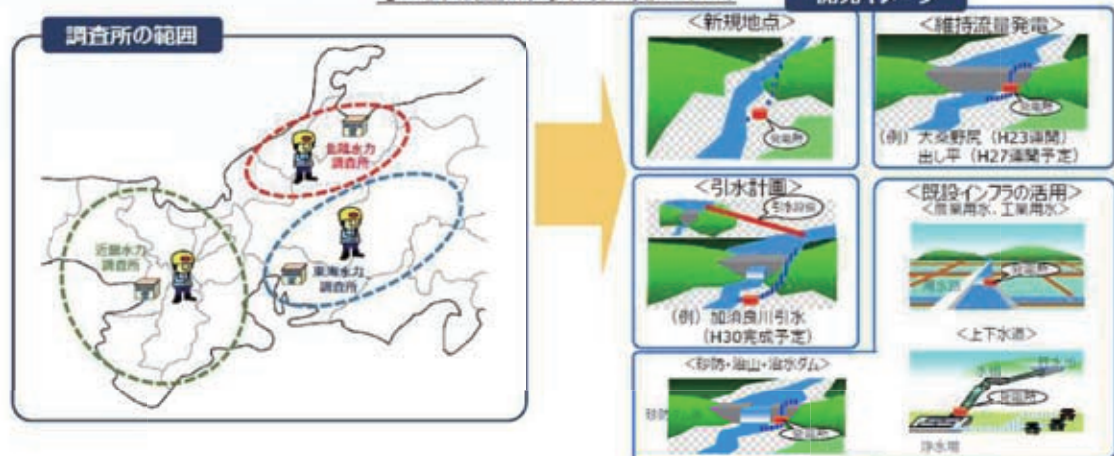 調査所の範囲
北陸水力
調査所
近畿水力
調査所
東海水力
調査所
<新規地点>
発電所
<維持流量発電>
発電所
(例) 大桑野尻(H23運開)
出し平(H27運開予定)
<引水計画>
引水設備
(例) 加須良川引水
(H30完成予定)
<既設インフラの活用>
<農業用水、工業用水>
発電所
用水路
<上下水道>
発電所
浄水場
<砂防・治山・治水ダム>
発電所